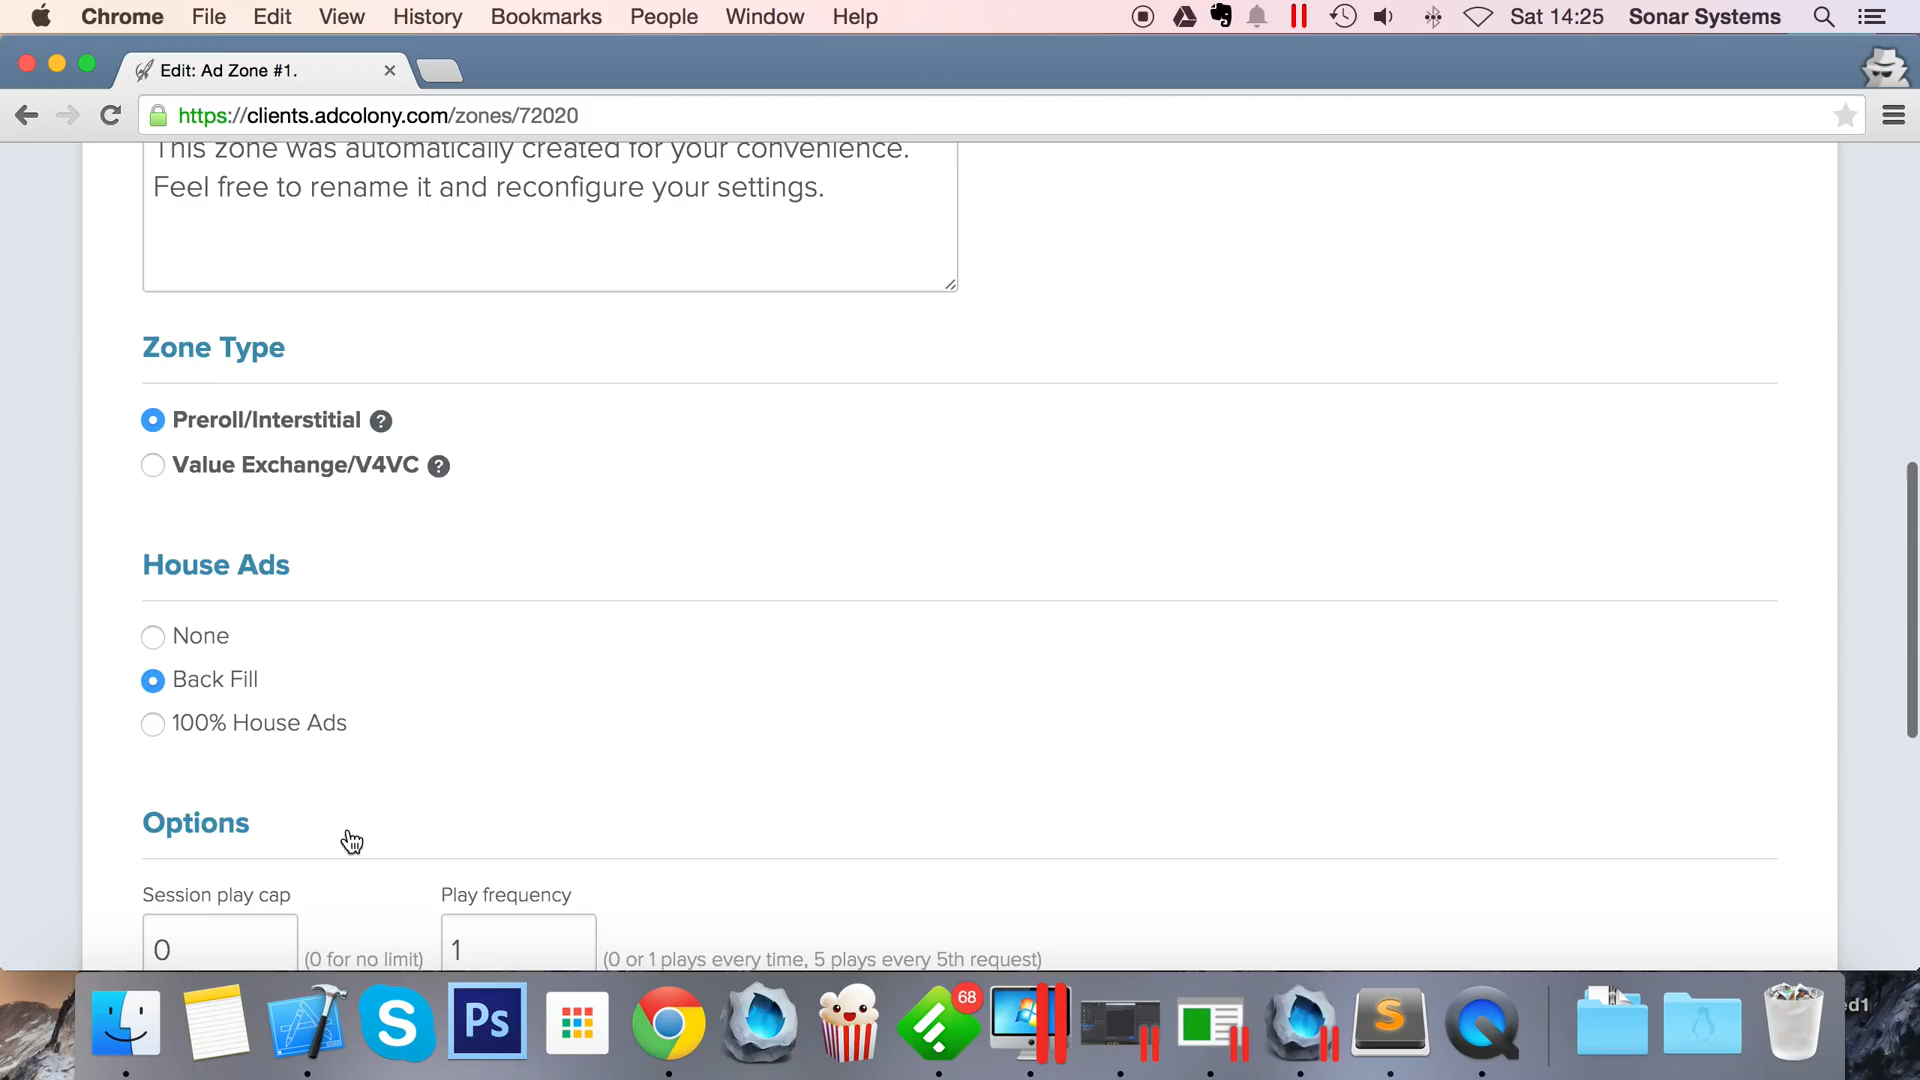 Chrome File Edit View History Bookmarks People Window Help Sat 14:25 Sonar Systems
Edit: Ad Zone #1.
https://clients.adcolony.com/zones/72020
This zone was automatically created for your convenience.
Feel free to rename it and reconfigure your settings.
Zone Type
Preroll/Interstitial ?
Value Exchange/V4VC ?
House Ads
None
Back Fill
100% House Ads
Options
Session play cap Play frequency
0 (0 for no limit) 1 (0 or 1 plays every time, 5 plays every 5th request)
68
S Ps S Q
ed1